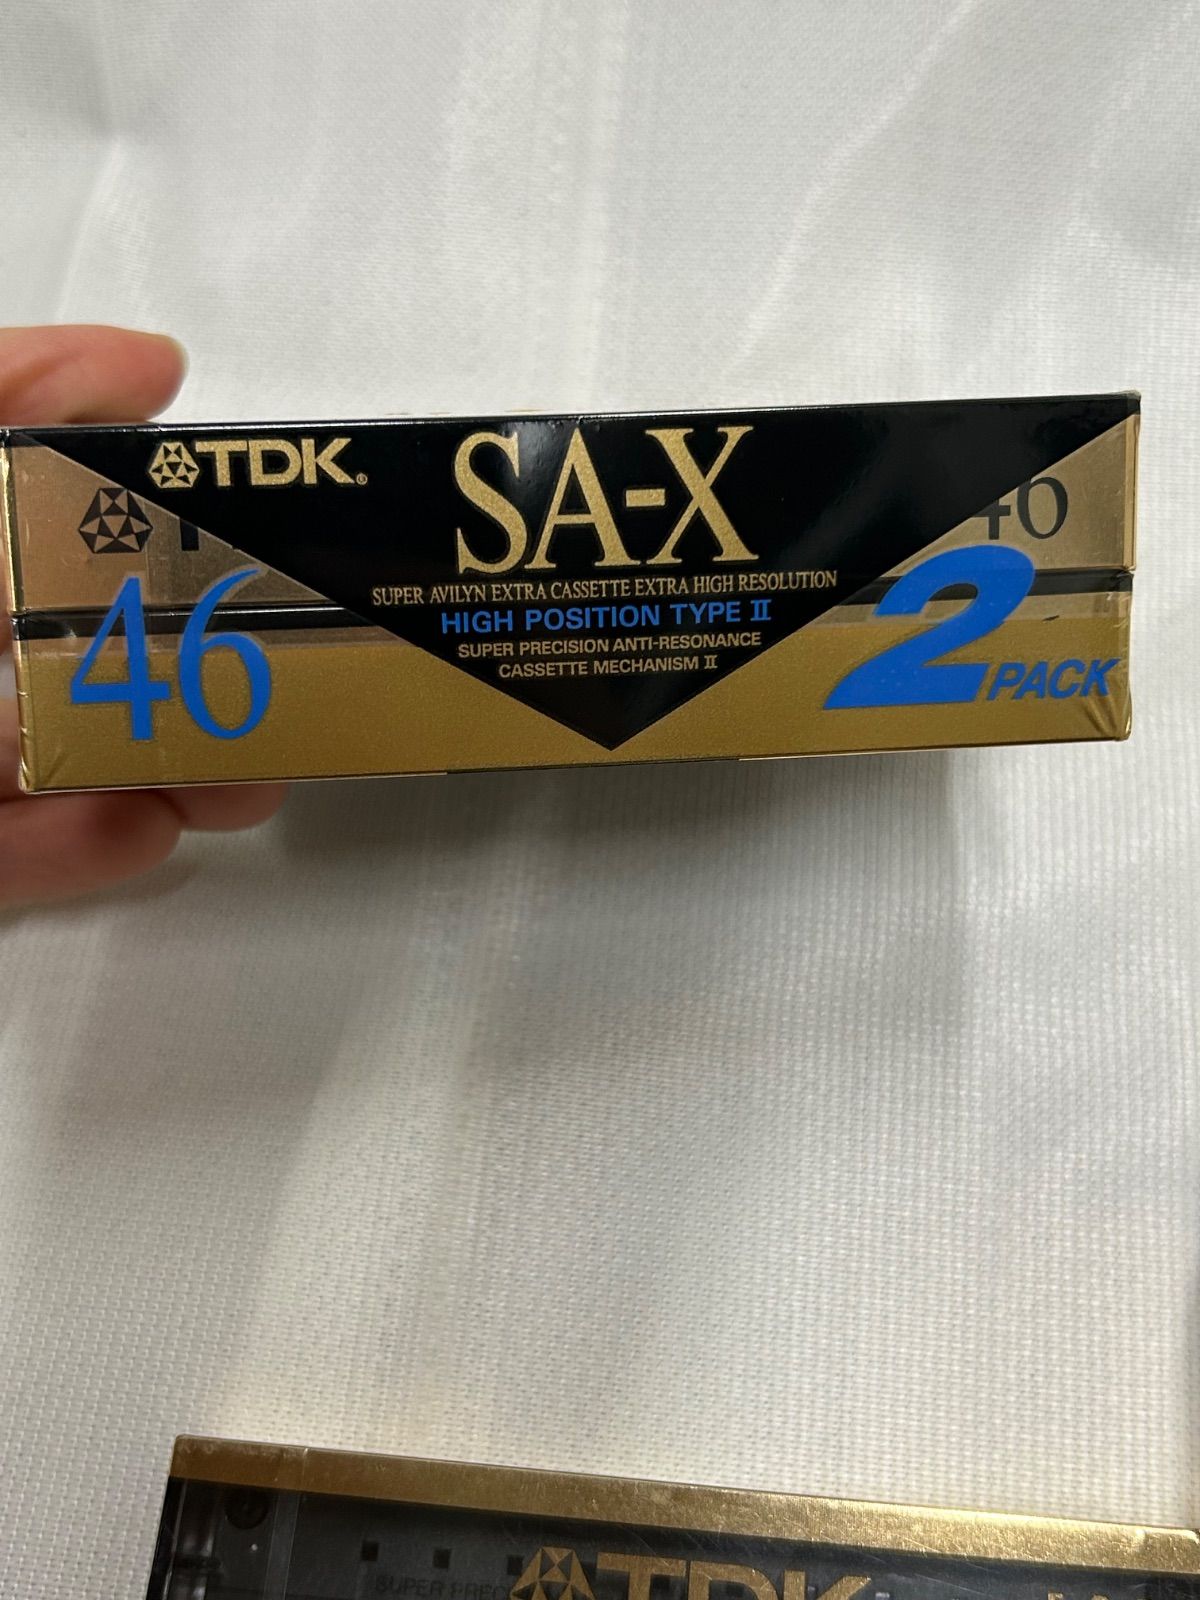 TDK®
SA-X
46
SUPER AVILYN EXTRA CASSETTE EXTRA HIGH RESOLUTION
HIGH POSITION TYPE II
SUPER PRECISION ANTI-RESONANCE
CASSETTE MECHANISM II
46
2 PACK
TDK